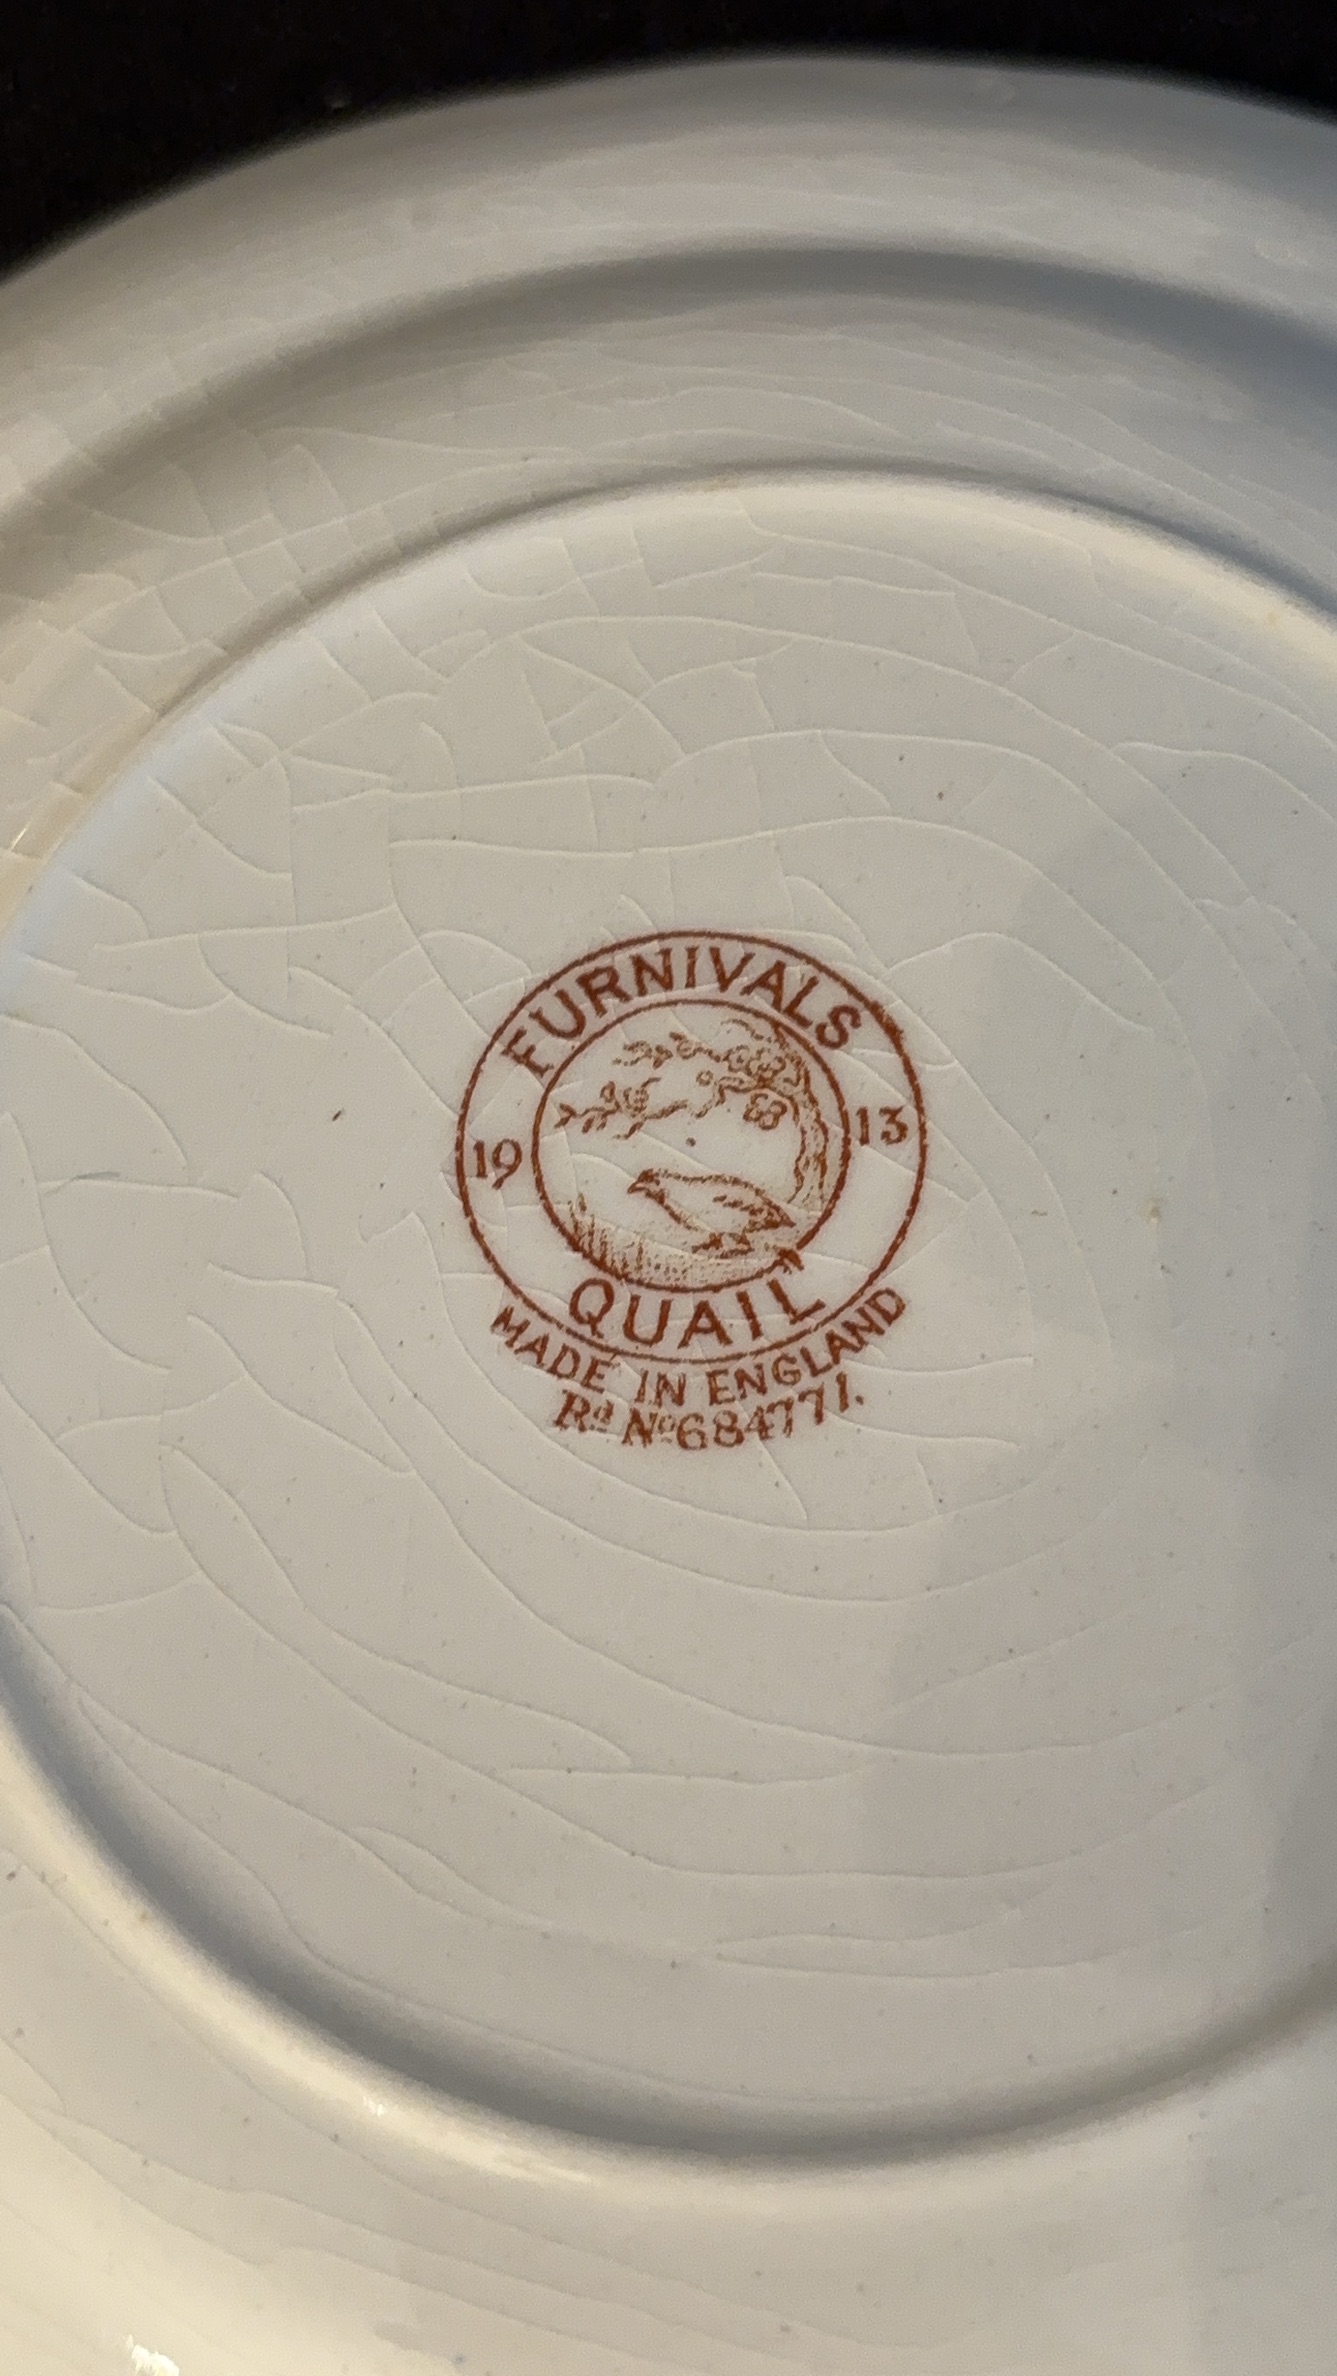 FURNIVALS
19 13
QUAIL
MADE IN ENGLAND
Rd No 684771.